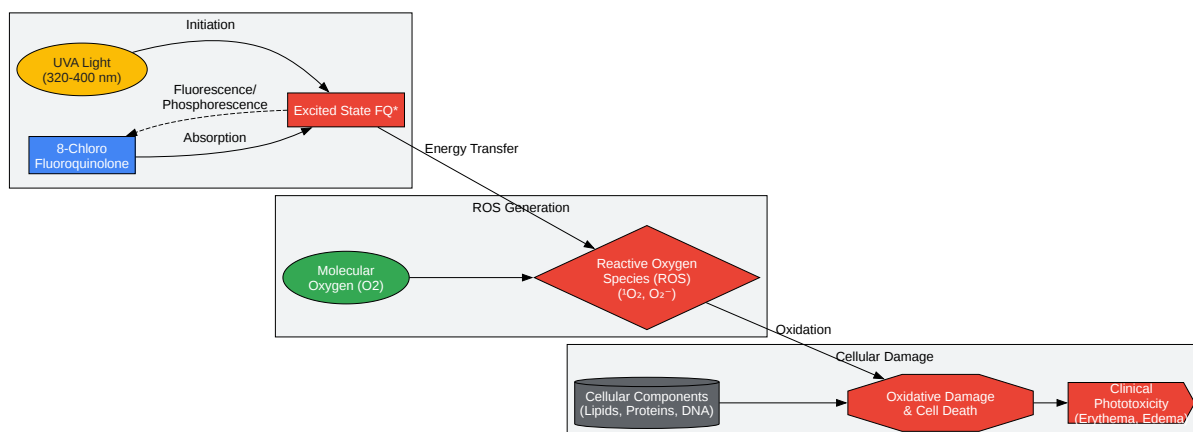 Initiation
UVA Light
(320-400 nm)
Fluorescence/
Phosphorescence
Excited State FQ*
8-Chloro
Fluoroquinolone
Absorption
Energy Transfer
ROS Generation
Molecular
Oxygen (O2)
Reactive Oxygen
Species (ROS)
(¹O₂, O₂⁻)
Oxidation
Cellular Damage
Cellular Components
(Lipids, Proteins, DNA)
Oxidative Damage
& Cell Death
Clinical
Phototoxicity
(Erythema, Edema)